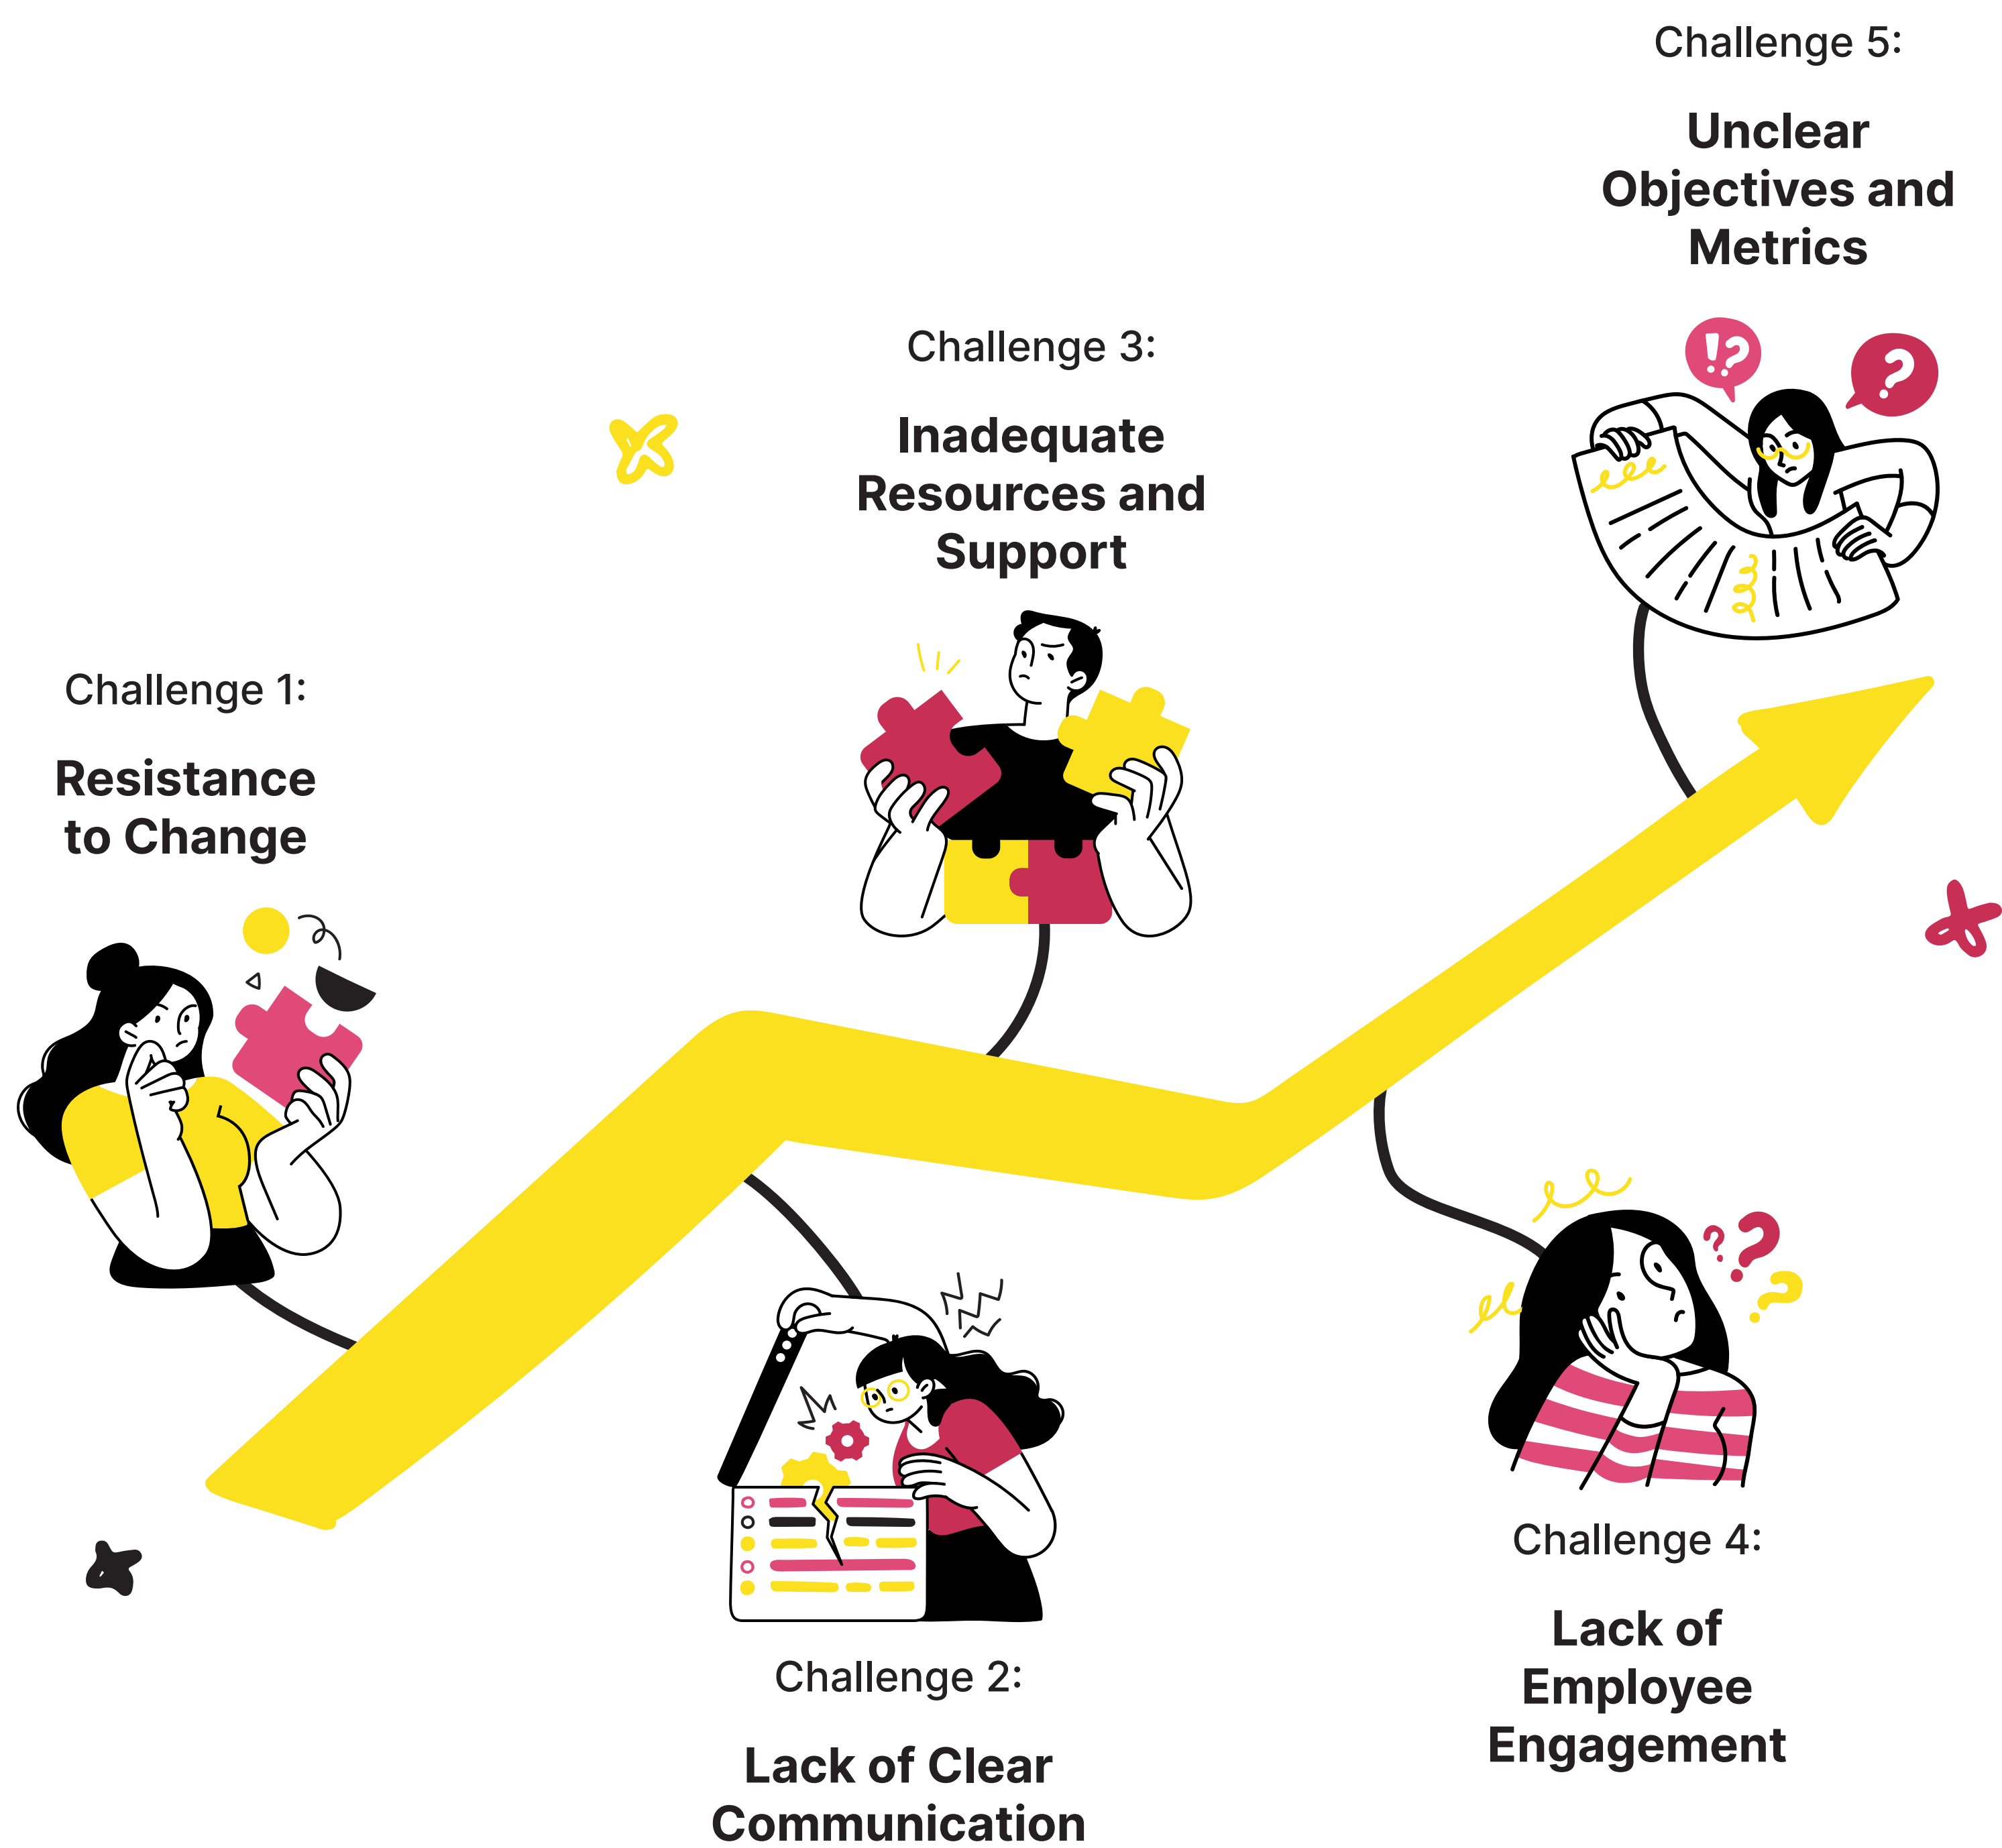 Challenge 1:
Resistance
to Change
Challenge 2:
Lack of Clear
Communication
Challenge 3:
Inadequate
Resources and
Support
Challenge 4:
Lack of
Employee
Engagement
Challenge 5:
Unclear
Objectives and
Metrics
!?
?
? ? ?